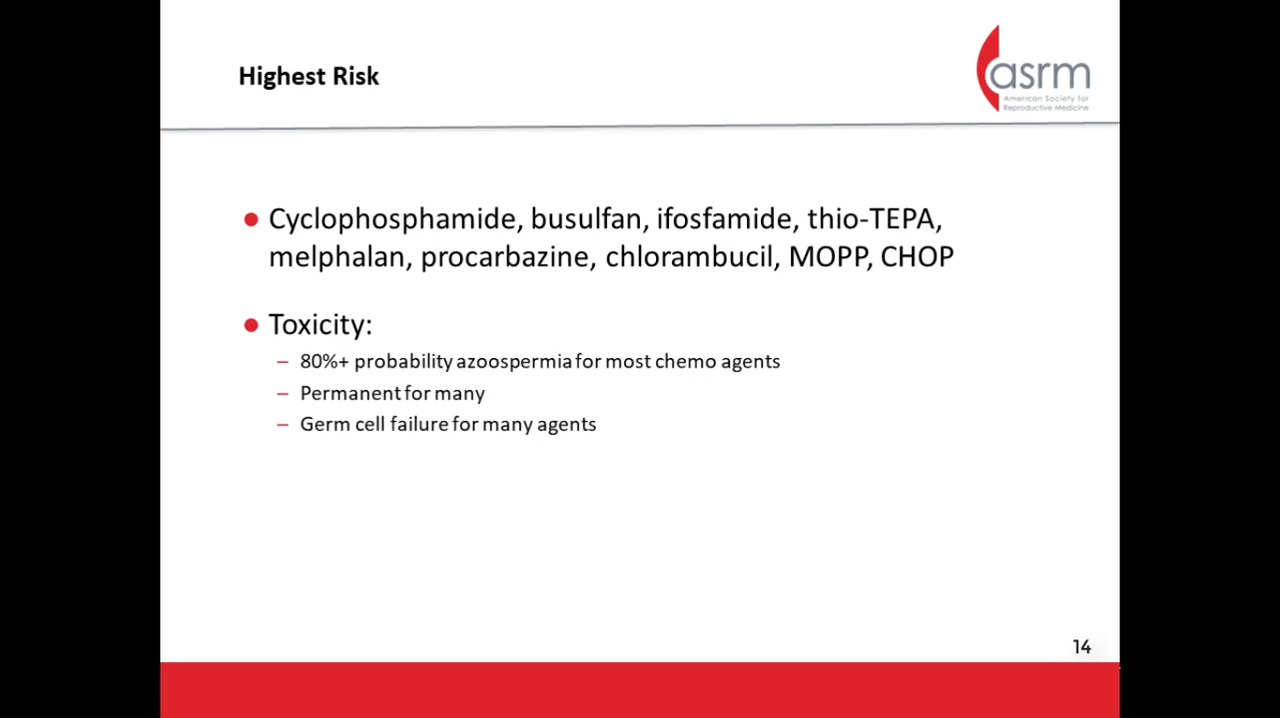 Highest Risk
asrm
American Society for
Reproductive Medicine
● Cyclophosphamide, busulfan, ifosfamide, thio-TEPA,
melphalan, procarbazine, chlorambucil, MOPP, CHOP
● Toxicity:
– 80%+ probability azoospermia for most chemo agents
– Permanent for many
– Germ cell failure for many agents
14